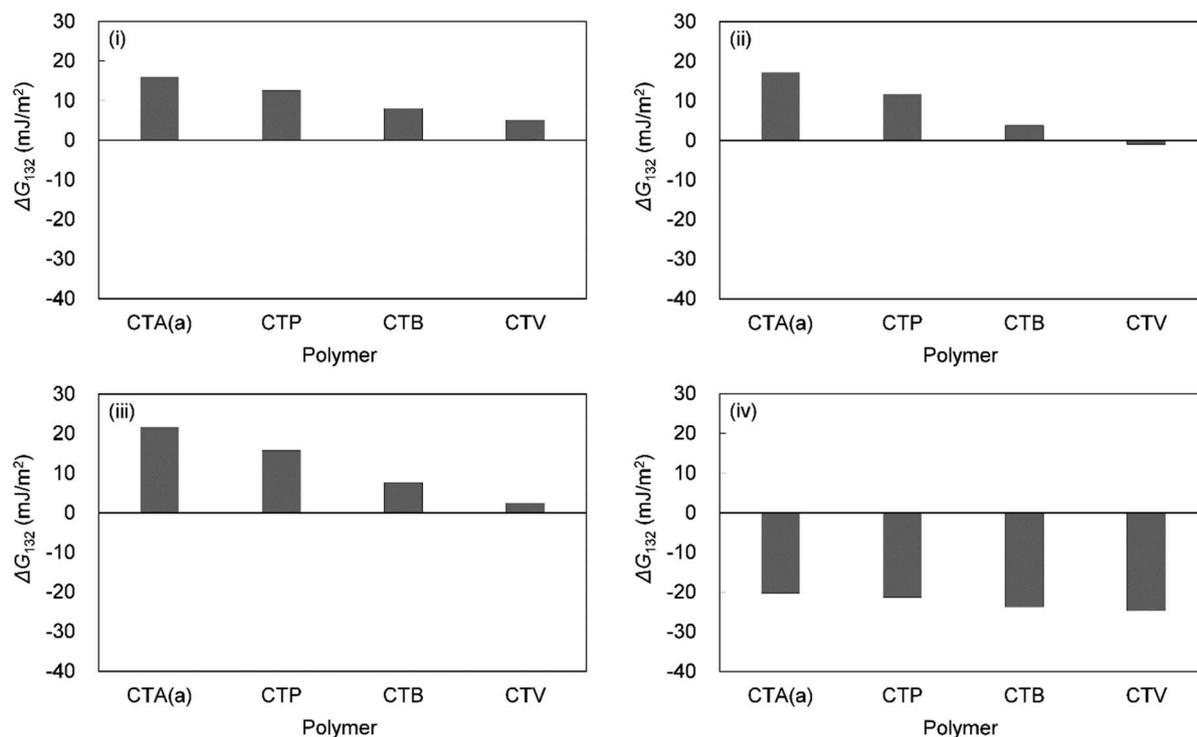 (i)
30
20
10
0
-10
-20
-30
-40
ΔG₁₃₂ (mJ/m²)
CTA(a) CTP CTB CTV
Polymer
(ii)
30
20
10
0
-10
-20
-30
-40
ΔG₁₃₂ (mJ/m²)
CTA(a) CTP CTB CTV
Polymer
(iii)
30
20
10
0
-10
-20
-30
-40
ΔG₁₃₂ (mJ/m²)
CTA(a) CTP CTB CTV
Polymer
(iv)
30
20
10
0
-10
-20
-30
-40
ΔG₁₃₂ (mJ/m²)
CTA(a) CTP CTB CTV
Polymer